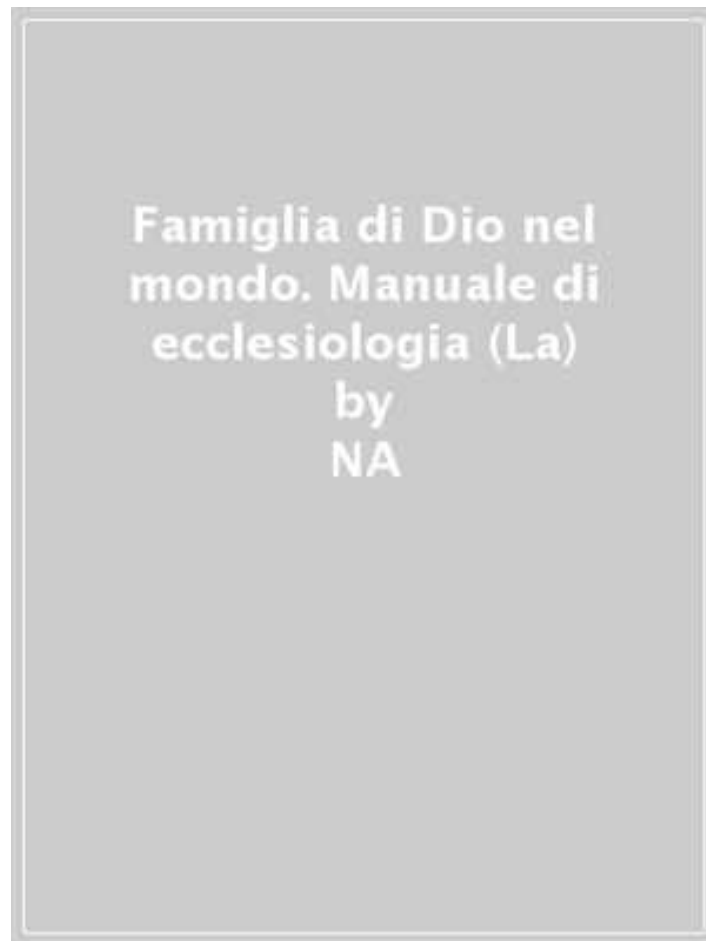 Famiglia di Dio nel
mondo. Manuale di
ecclesiologia (La)
by
NA